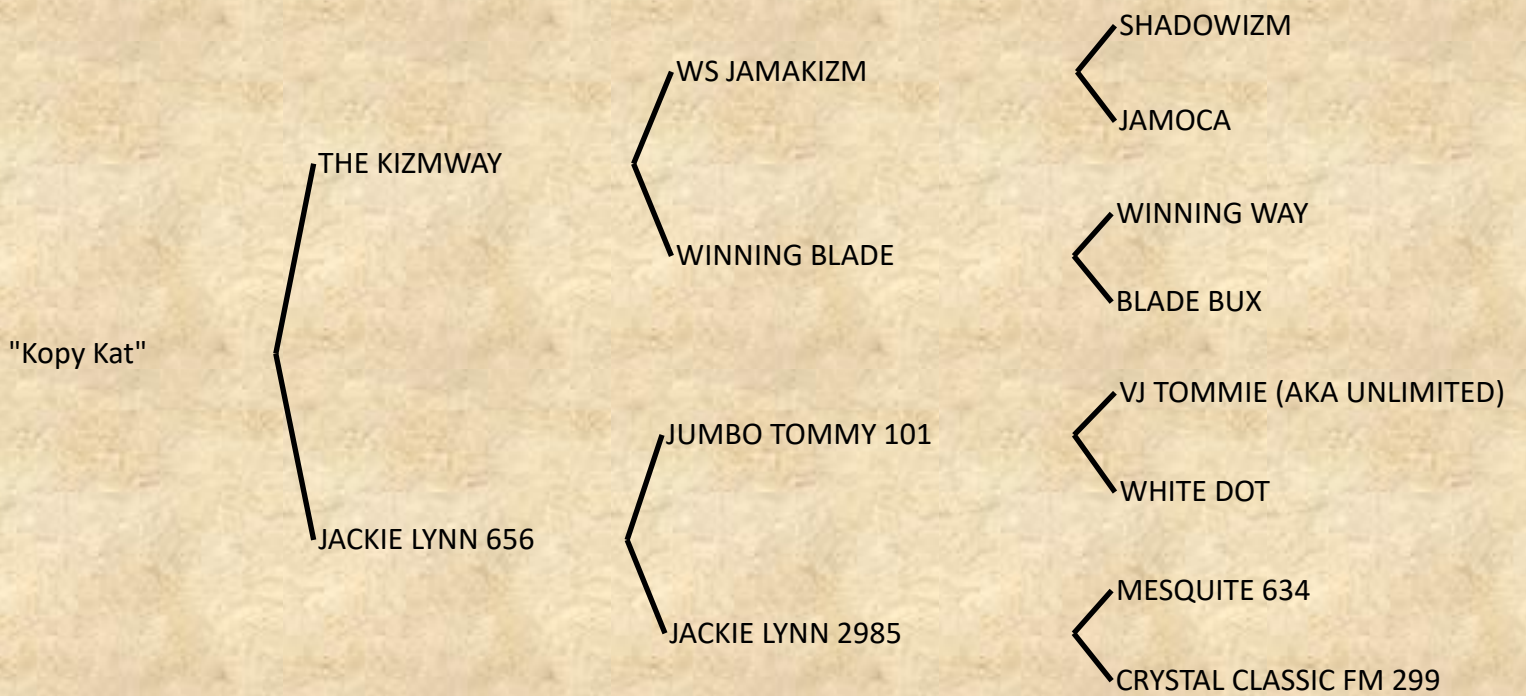 SHADOWIZM
WS JAMAKIZM
JAMOCA
THE KIZMWAY
WINNING WAY
WINNING BLADE
BLADE BUX
"Kopy Kat"
VJ TOMMIE (AKA UNLIMITED)
JUMBO TOMMY 101
WHITE DOT
JACKIE LYNN 656
MESQUITE 634
JACKIE LYNN 2985
CRYSTAL CLASSIC FM 299